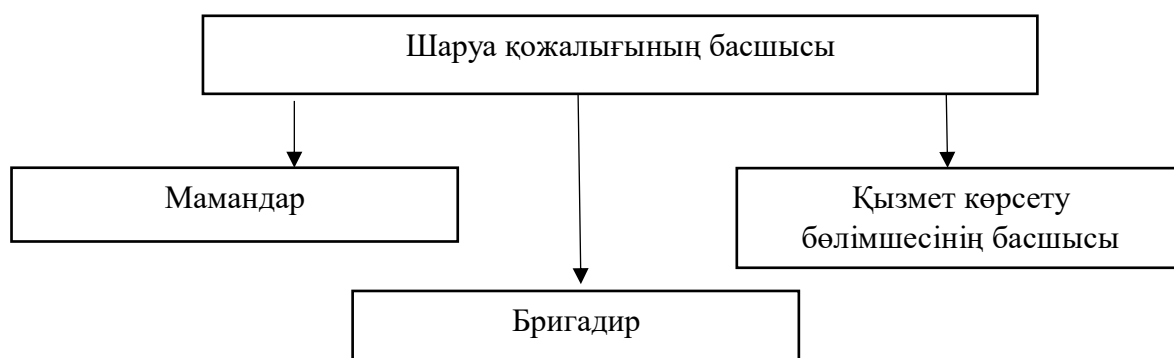 Шаруа қожалығының басшысы
Мамандар
Қызмет көрсету
бөлімшесінің басшысы
Бригадир